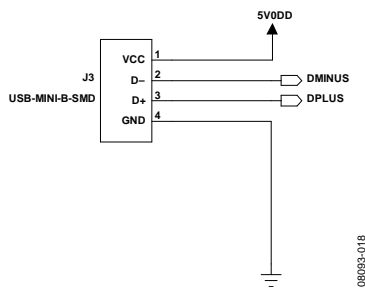 5V0DD
J3
USB-MINI-B-SMD
VCC 1
D– 2
D+ 3
GND 4
DMINUS
DPLUS
08093-018